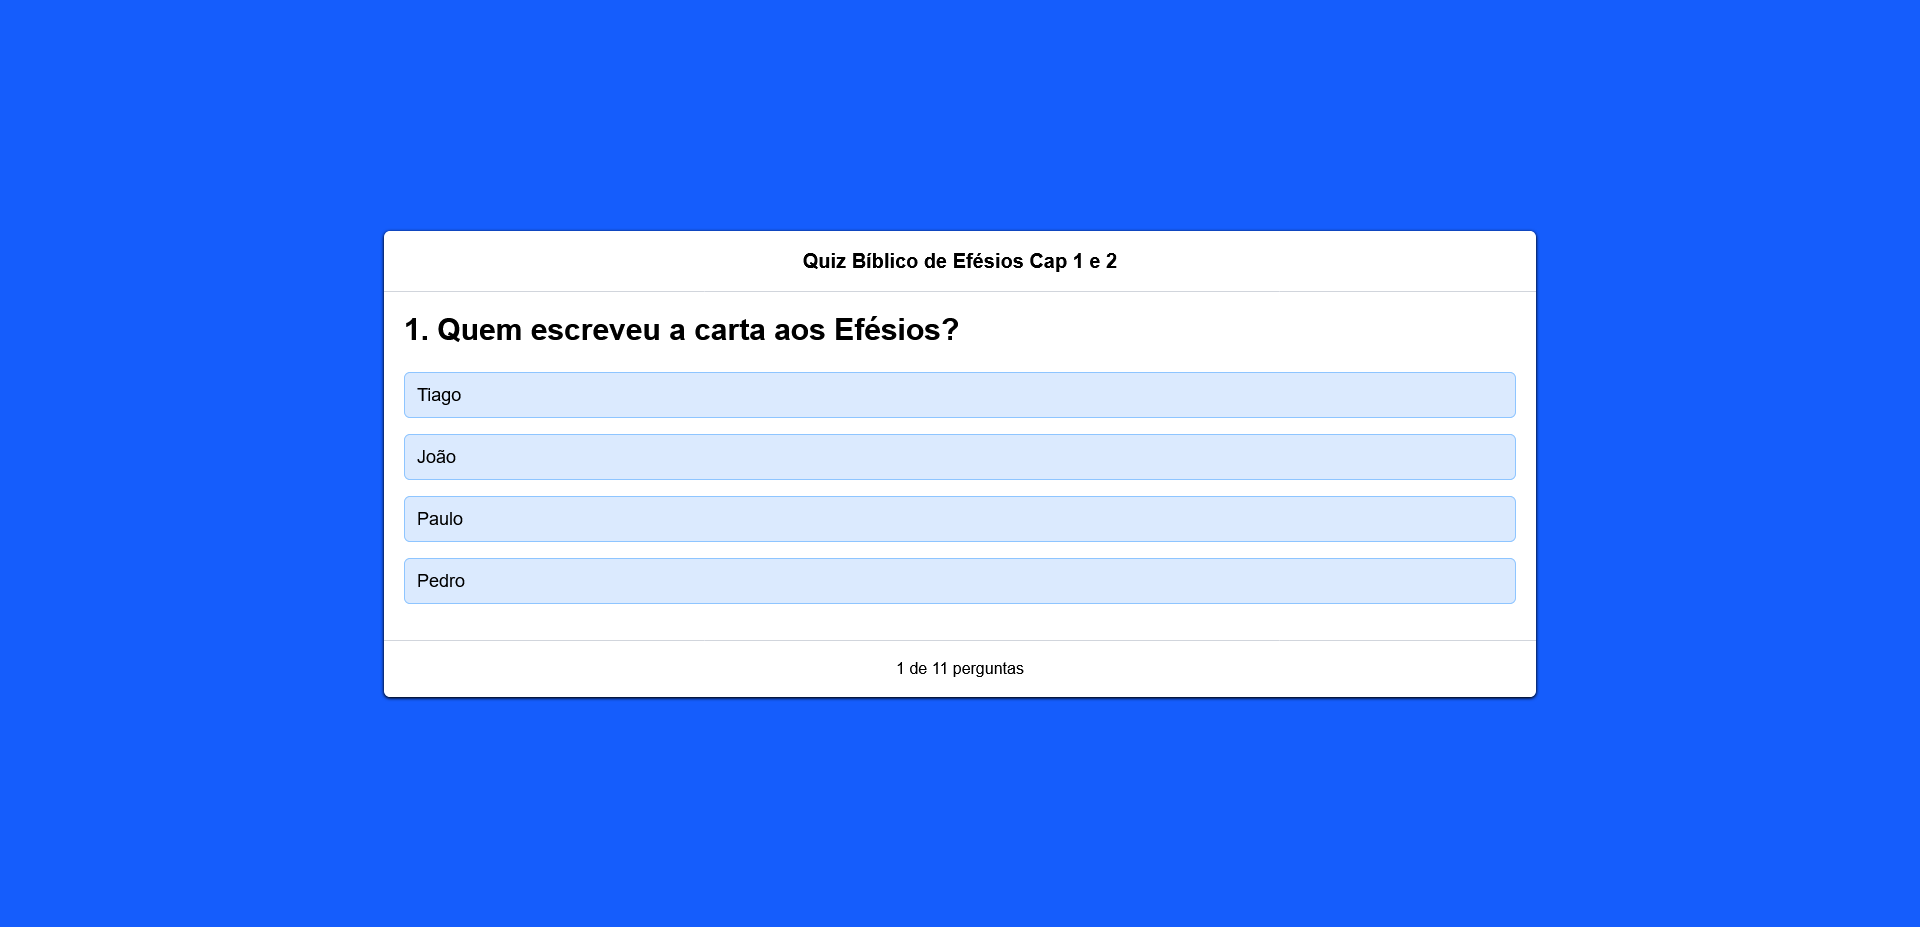 Quiz Bíblico de Efésios Cap 1 e 2
1. Quem escreveu a carta aos Efésios?
Tiago
João
Paulo
Pedro
1 de 11 perguntas